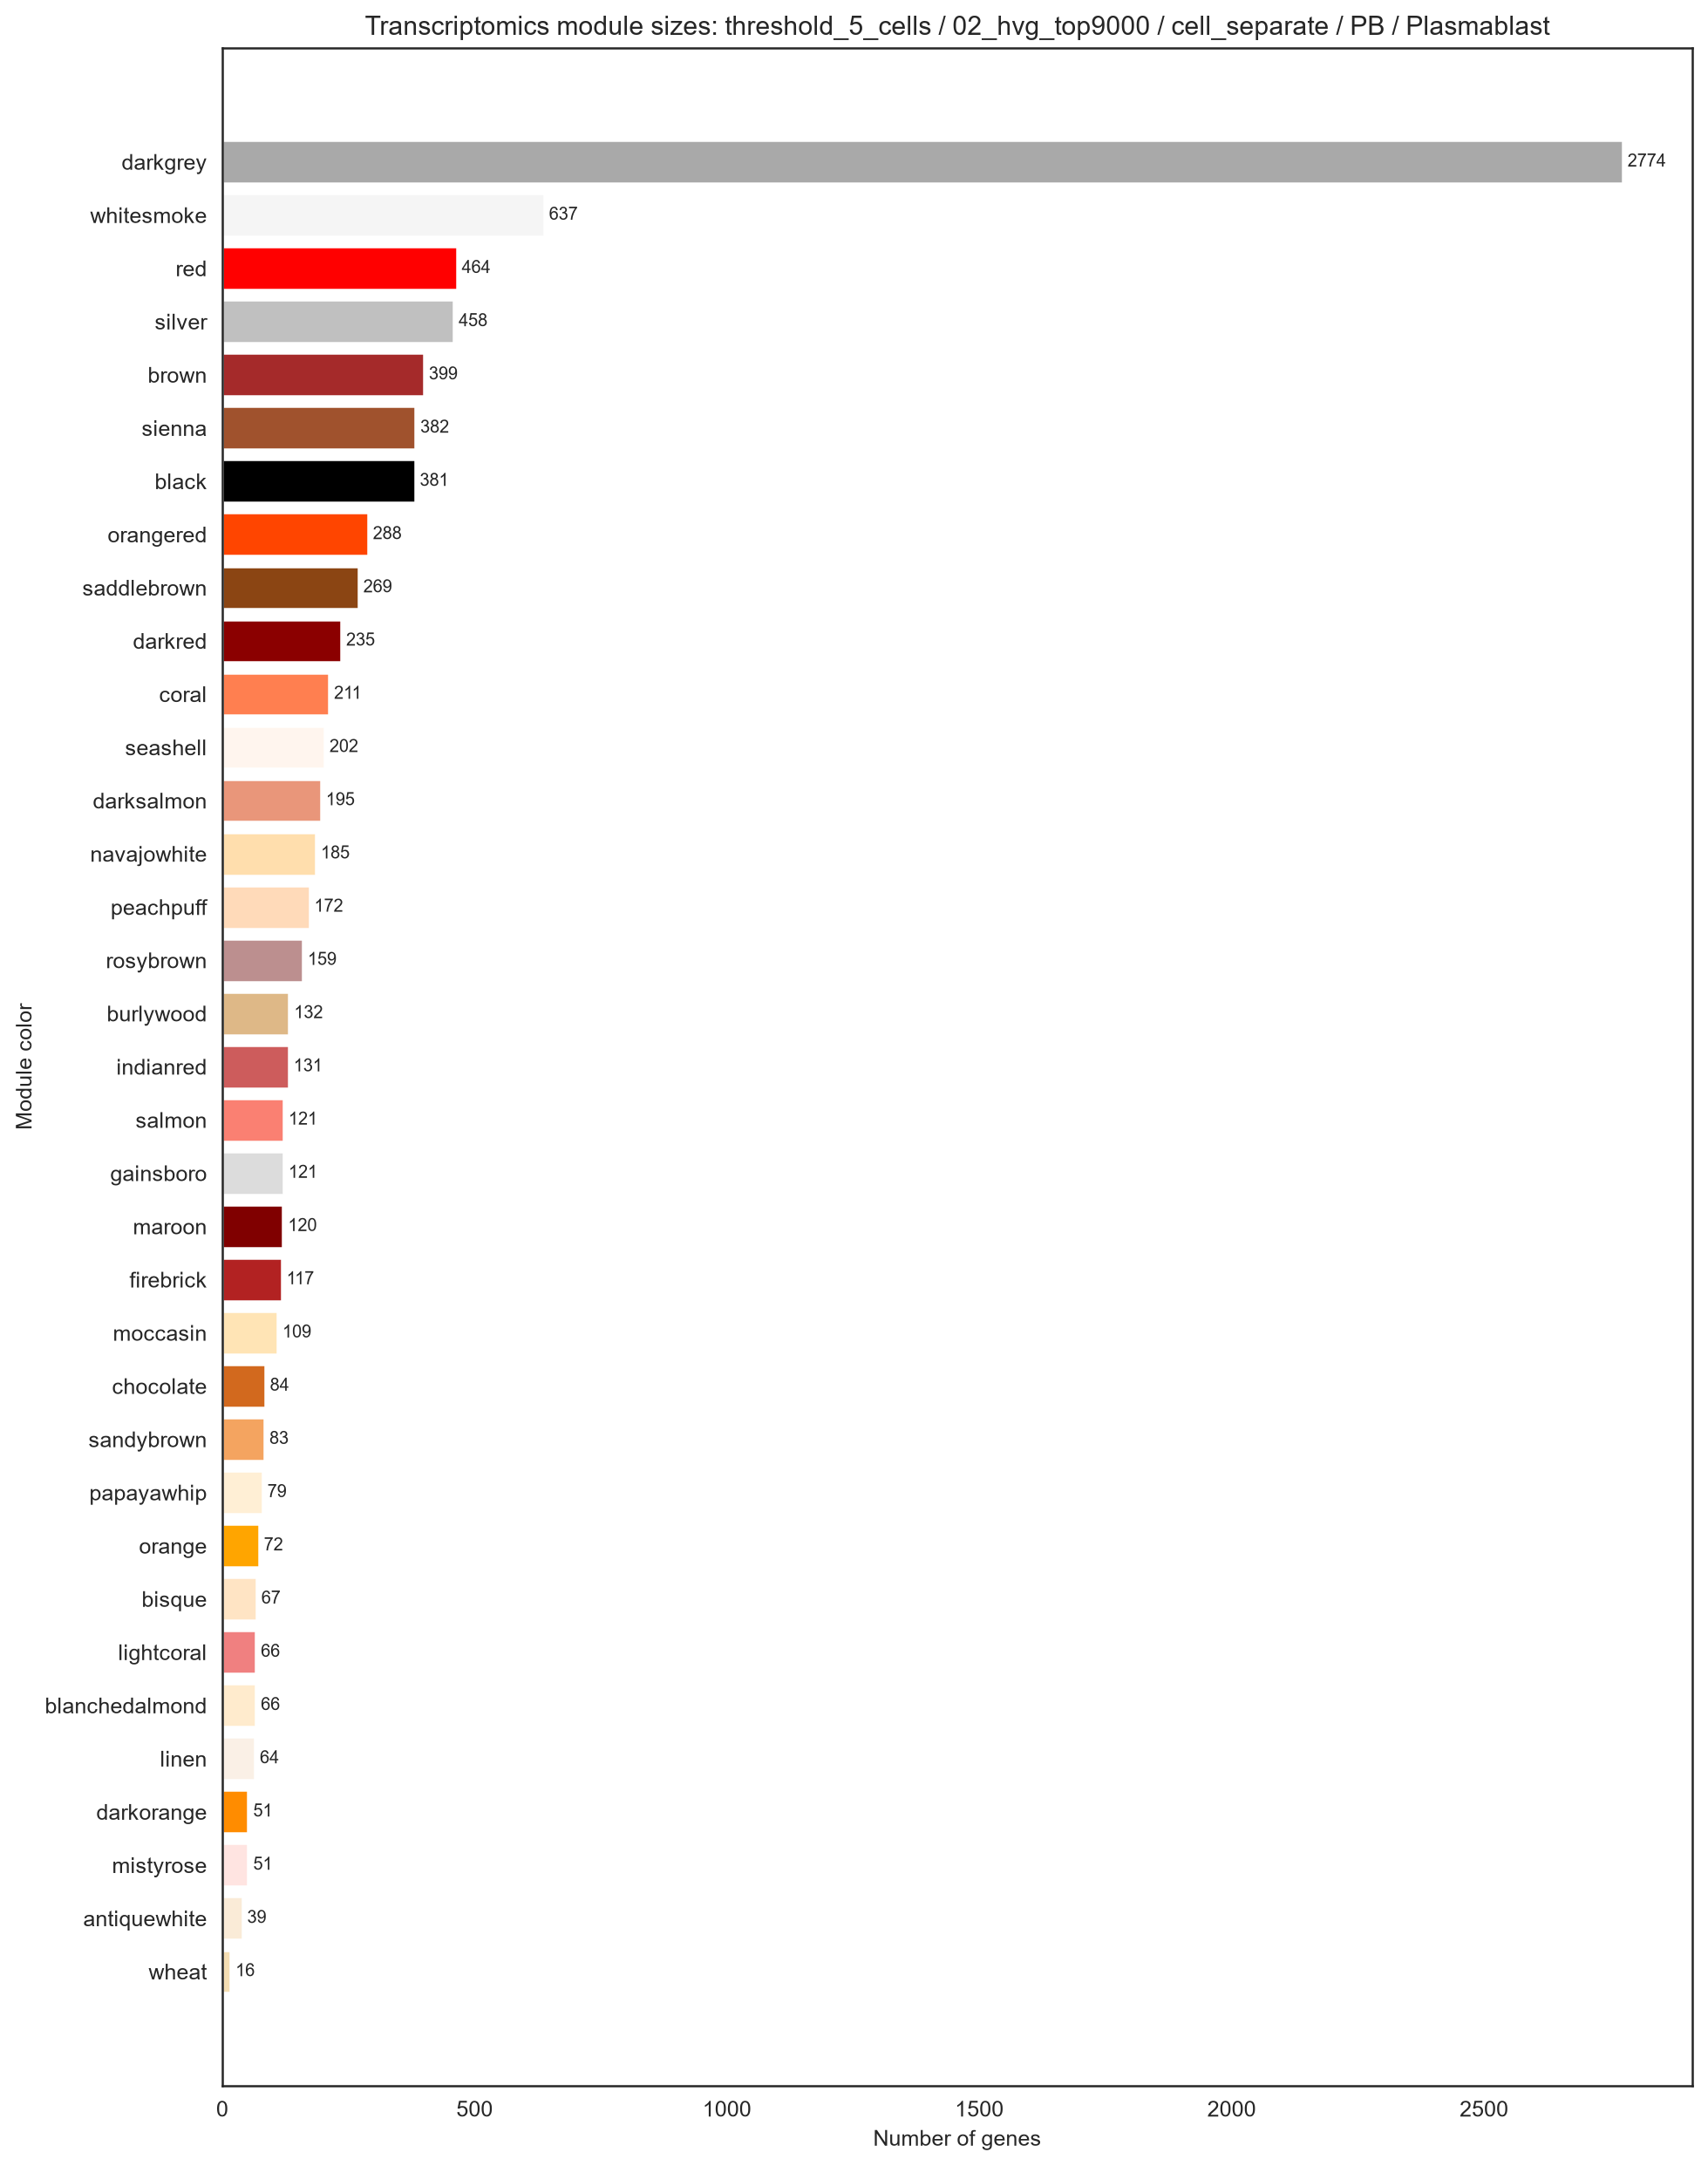 Transcriptomics module sizes: threshold_5_cells / 02_hvg_top9000 / cell_separate / PB / Plasmablast
darkgrey 2774
whitesmoke 637
red 464
silver 458
brown 399
sienna 382
black 381
orangered 288
saddlebrown 269
darkred 235
coral 211
seashell 202
darksalmon 195
navajowhite 185
peachpuff 172
rosybrown 159
burlywood 132
indianred 131
salmon 121
gainsboro 121
maroon 120
firebrick 117
moccasin 109
chocolate 84
sandybrown 83
papayawhip 79
orange 72
bisque 67
lightcoral 66
blanchedalmond 66
linen 64
darkorange 51
mistyrose 51
antiquewhite 39
wheat 16
Module color
0 500 1000 1500 2000 2500
Number of genes